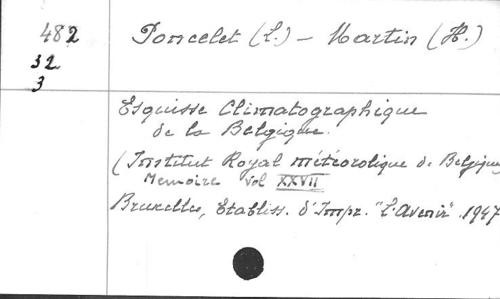 482 Poncelet (L.) - Martin (H.)
32
3
Esquisse Climatographique
de la Belgique.
(Institut Royal météorologique de Belgique
Memoire Vol XXVII
Bruxelles, Etabliss. d'Impr. "L'Avenir" . 1947